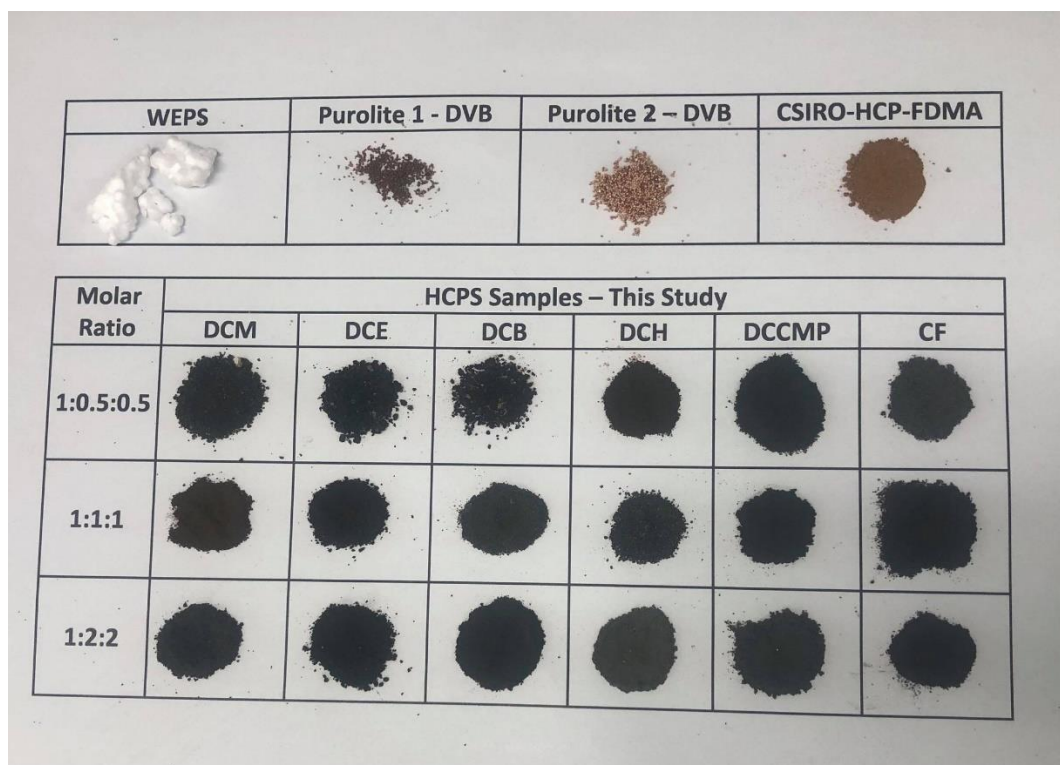 WEPS
Purolite 1 - DVB
Purolite 2 – DVB
CSIRO-HCP-FDMA
Molar
Ratio
HCPS Samples – This Study
DCM
DCE
DCB
DCH
DCCMP
CF
1:0.5:0.5
1:1:1
1:2:2